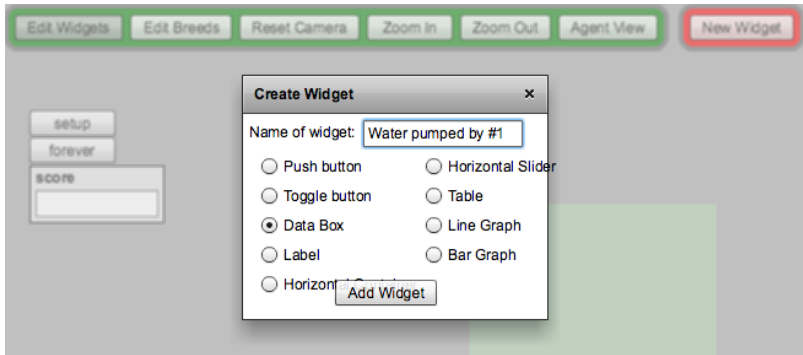 Edit Widgets Edit Breeds Reset Camera Zoom In Zoom Out Agent View New Widget
Create Widget ×
setup
forever
score
Name of widget: Water pumped by #1
Push button Horizontal Slider
Toggle button Table
Data Box Line Graph
Label Bar Graph
Horizontal
Add Widget